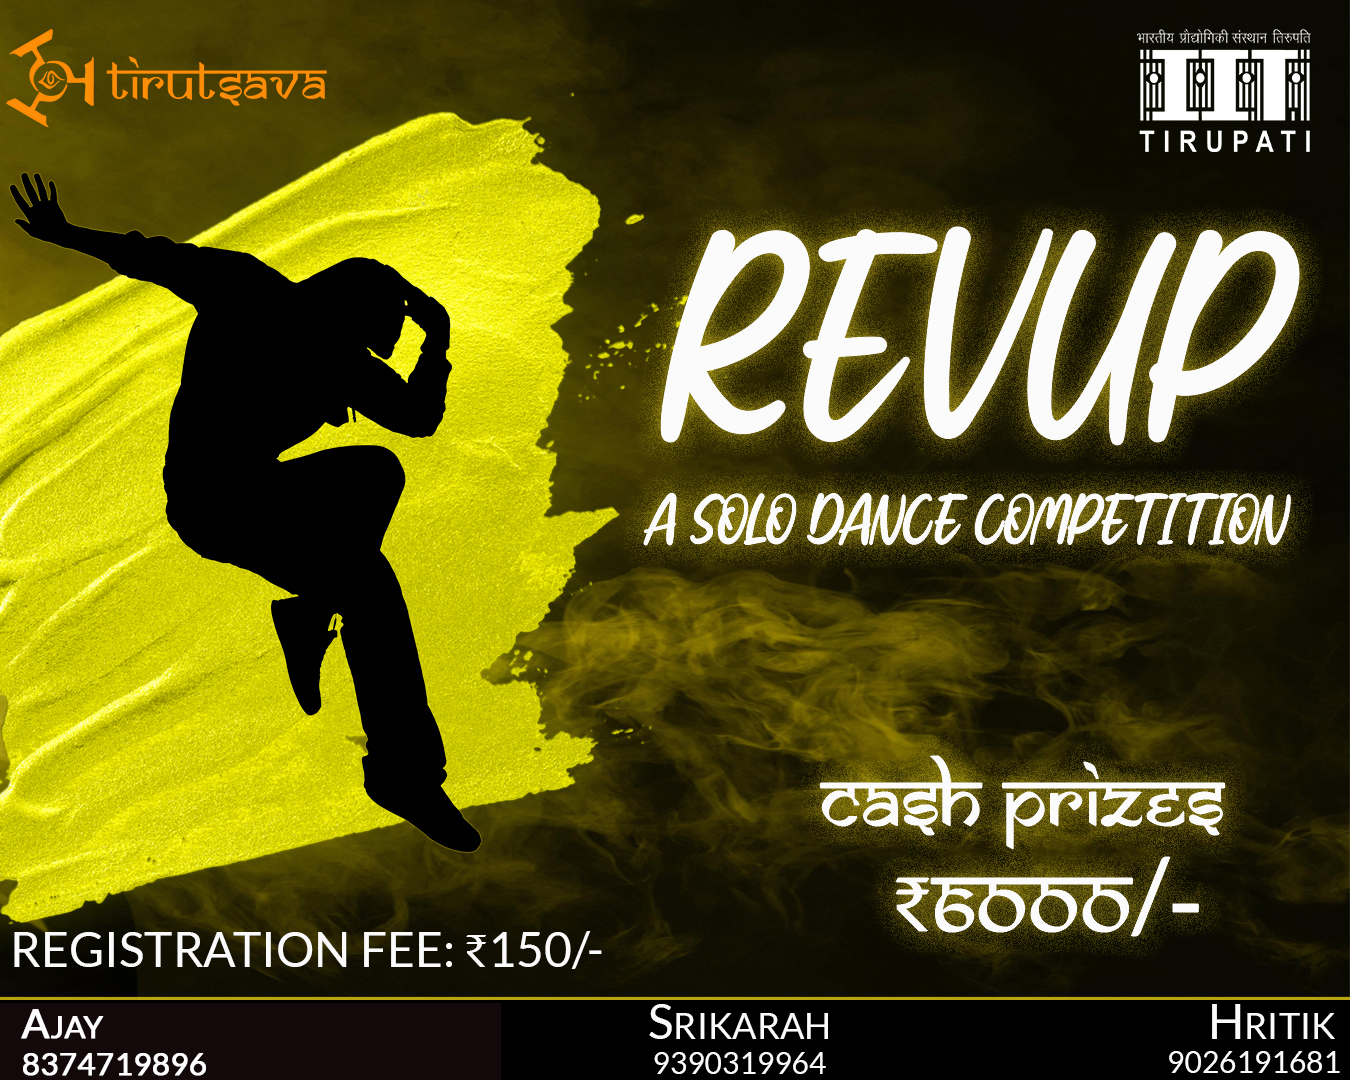 tirutsava
भारतीय प्रौद्योगिकी संस्थान तिरुपति
IIT
TIRUPATI
REVUP
A SOLO DANCE COMPETITION
cash prizes
₹6000/-
REGISTRATION FEE: ₹150/-
AJAY
8374719896
SRIKARAH
9390319964
HRITIK
9026191681